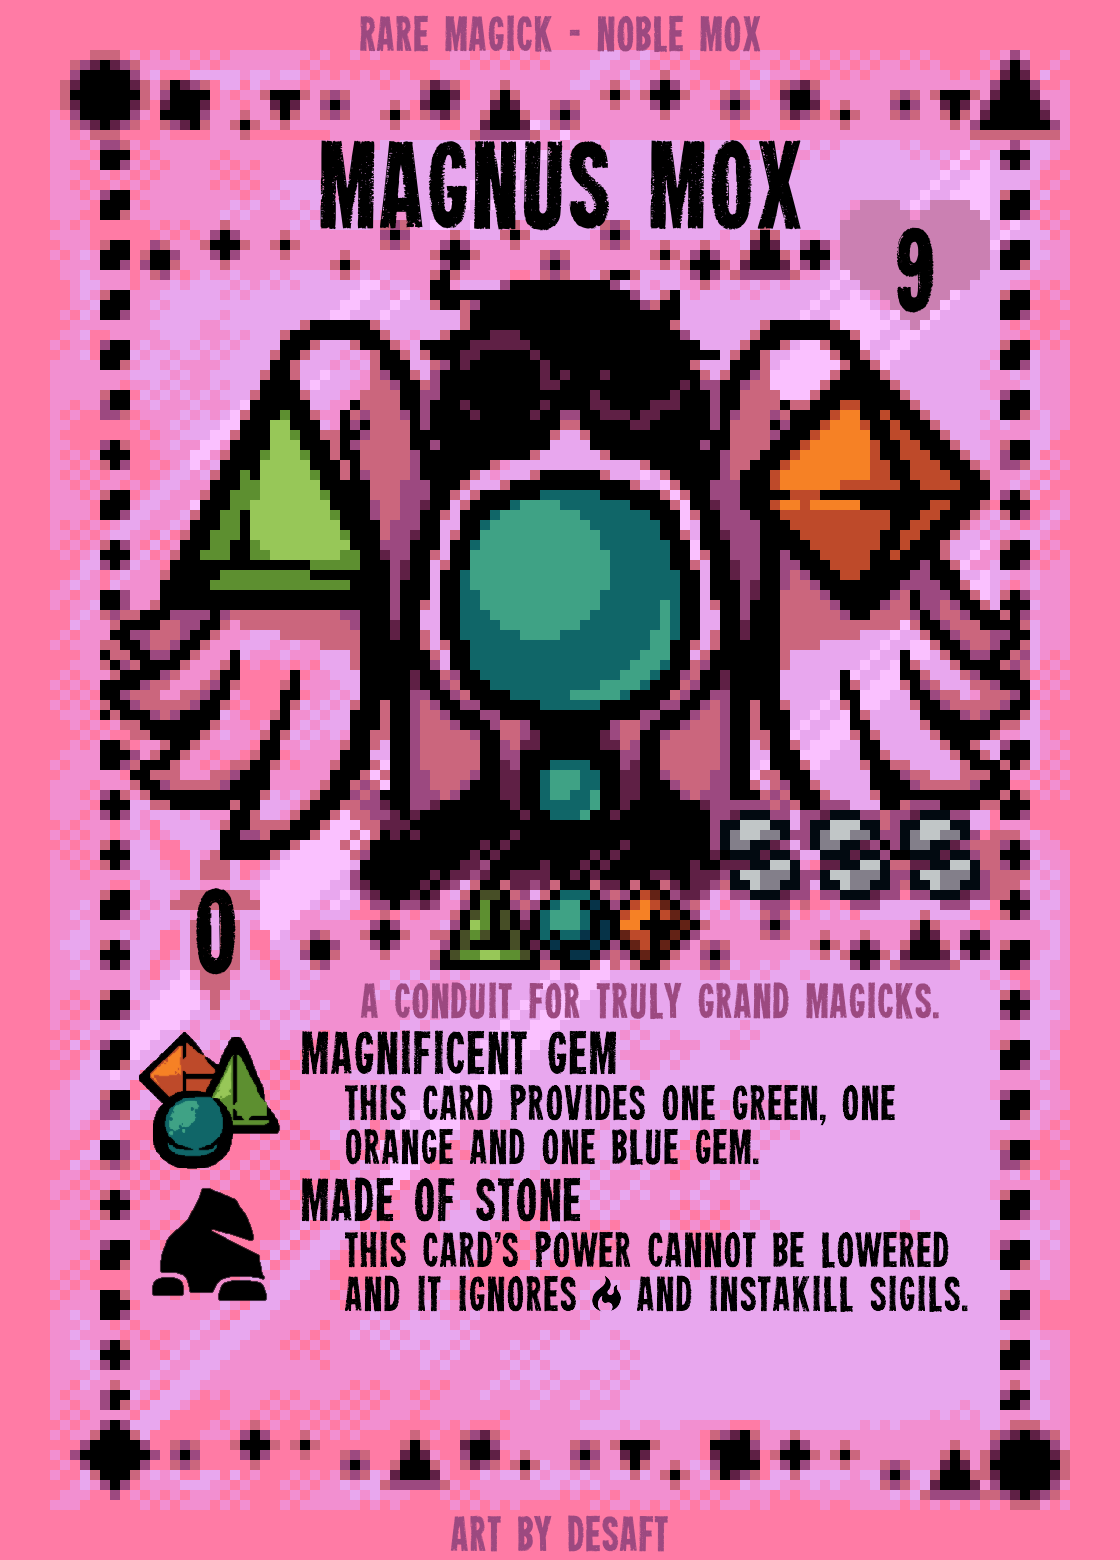 RARE MAGICK - NOBLE MOX
MAGNUS MOX
9
0
A CONDUIT FOR TRULY GRAND MAGICKS.
MAGNIFICENT GEM
THIS CARD PROVIDES ONE GREEN, ONE
ORANGE AND ONE BLUE GEM.
MADE OF STONE
THIS CARD'S POWER CANNOT BE LOWERED
AND IT IGNORES AND INSTAKILL SIGILS.
ART BY DESAFT